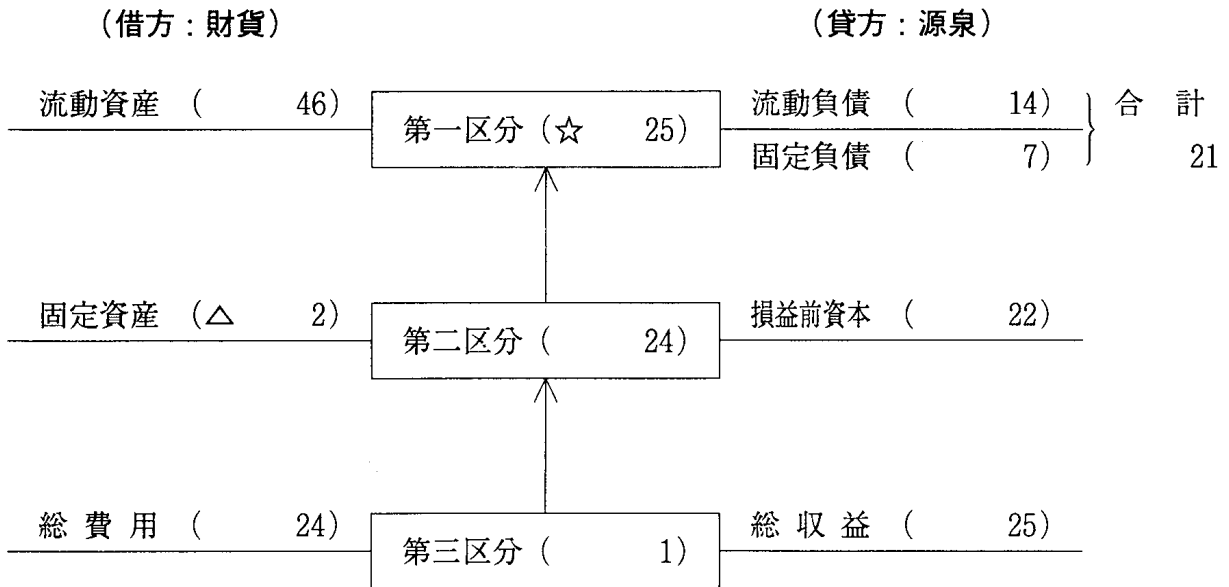 (借方：財貨) (貸方：源泉)
流動資産 ( 46) 第一区分 (☆ 25) 流動負債 ( 14) 合 計
固定負債 ( 7) 21
固定資産 (△ 2) 第二区分 ( 24) 損益前資本 ( 22)
総 費 用 ( 24) 第三区分 ( 1) 総 収 益 ( 25)